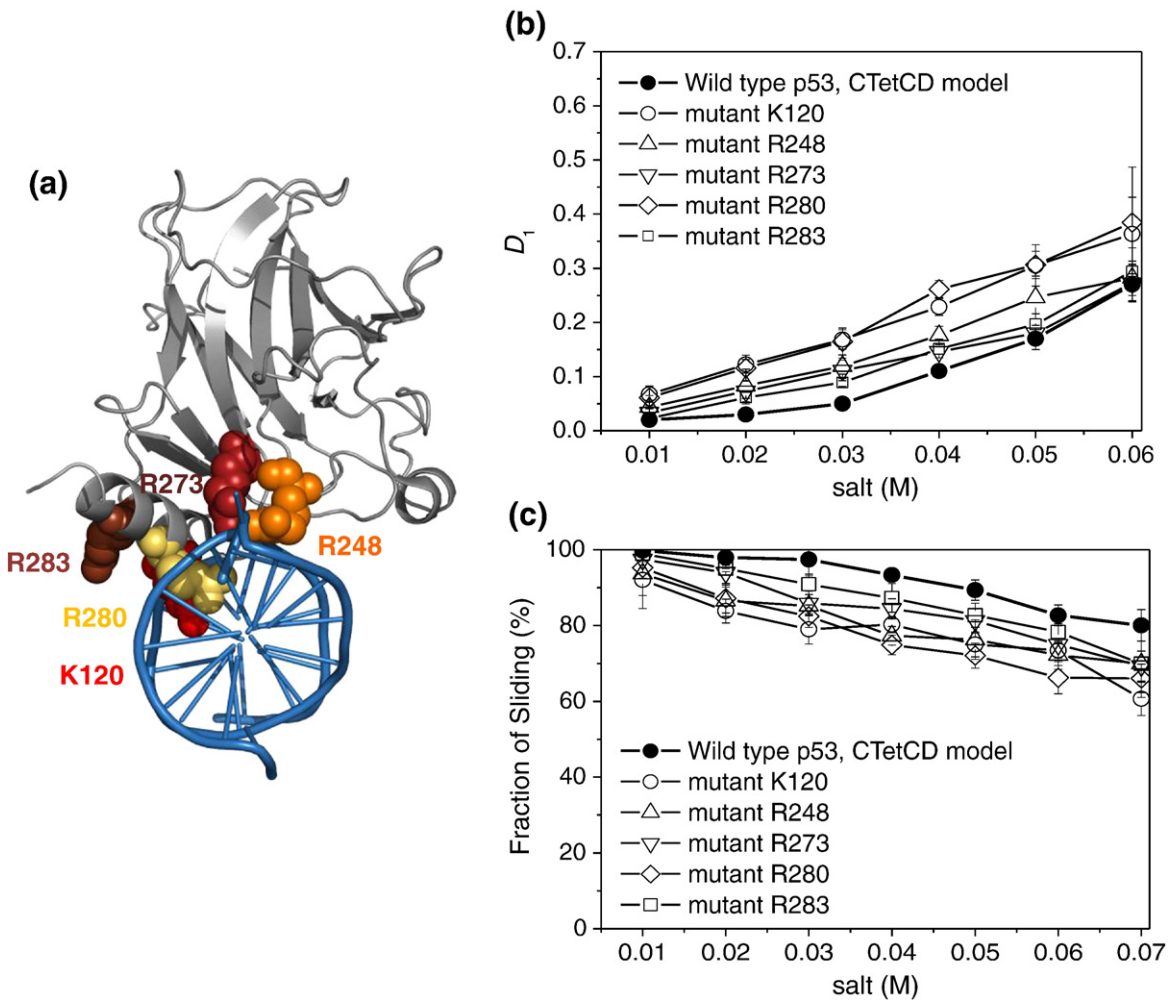 (a)
R273
R248
R283
R280
K120
(b)
0.7
0.6
0.5
0.4
0.3
0.2
0.1
0.0
D1
Wild type p53, CTetCD model
mutant K120
mutant R248
mutant R273
mutant R280
mutant R283
0.01 0.02 0.03 0.04 0.05 0.06
salt (M)
(c)
100
80
60
40
20
0
Fraction of Sliding (%)
Wild type p53, CTetCD model
mutant K120
mutant R248
mutant R273
mutant R280
mutant R283
0.01 0.02 0.03 0.04 0.05 0.06 0.07
salt (M)